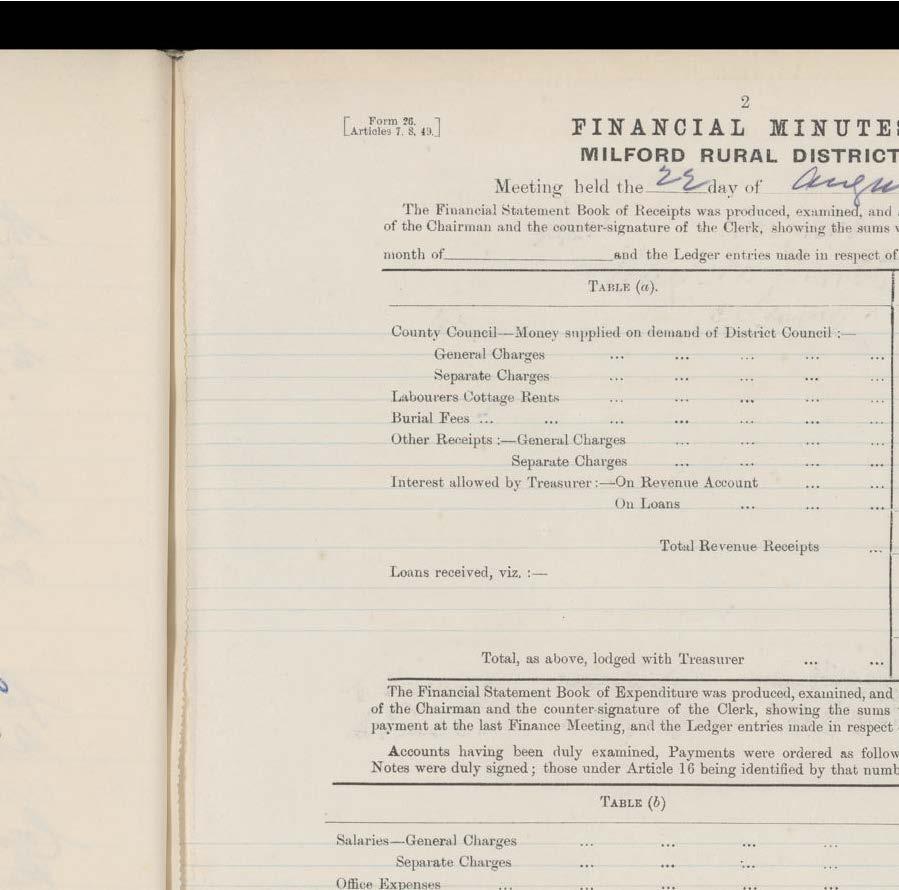 2
[Form 26. Articles 7, 8, 49.]
FINANCIAL MINUTES
MILFORD RURAL DISTRICT
Meeting held the 22 day of Augu
The Financial Statement Book of Receipts was produced, examined, and
of the Chairman and the counter-signature of the Clerk, showing the sums
month of and the Ledger entries made in respect of
TABLE (a).
County Council—Money supplied on demand of District Council :—
General Charges ... ... ... ... ...
Separate Charges ... ... ... ... ...
Labourers Cottage Rents ... ... ... ... ...
Burial Fees ... ... ... ... ... ... ...
Other Receipts :—General Charges ... ... ... ...
Separate Charges ... ... ... ...
Interest allowed by Treasurer :—On Revenue Account ... ...
On Loans ... ... ...
Total Revenue Receipts ...
Loans received, viz. :—
Total, as above, lodged with Treasurer ... ...
The Financial Statement Book of Expenditure was produced, examined, and
of the Chairman and the counter-signature of the Clerk, showing the sums
payment at the last Finance Meeting, and the Ledger entries made in respect
Accounts having been duly examined, Payments were ordered as follow
Notes were duly signed; those under Article 16 being identified by that numb
TABLE (b)
Salaries—General Charges ... ... ... ...
Separate Charges ... ... ... ...
Office Expenses ... ... ... ... ...